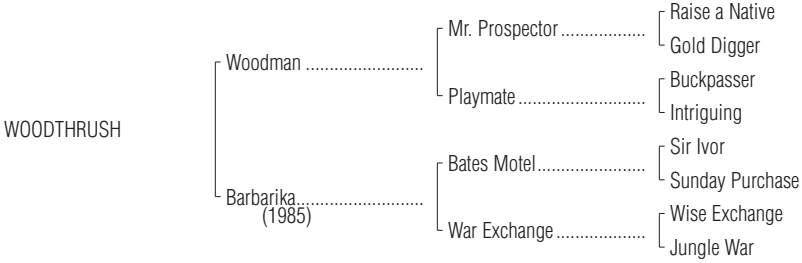 Raise a Native
Mr. Prospector ...................
Gold Digger
Woodman ..........................
Buckpasser
Playmate ............................
Intriguing
WOODTHRUSH
Sir Ivor
Bates Motel........................
Sunday Purchase
Barbarika............................
(1985)
Wise Exchange
War Exchange ....................
Jungle War